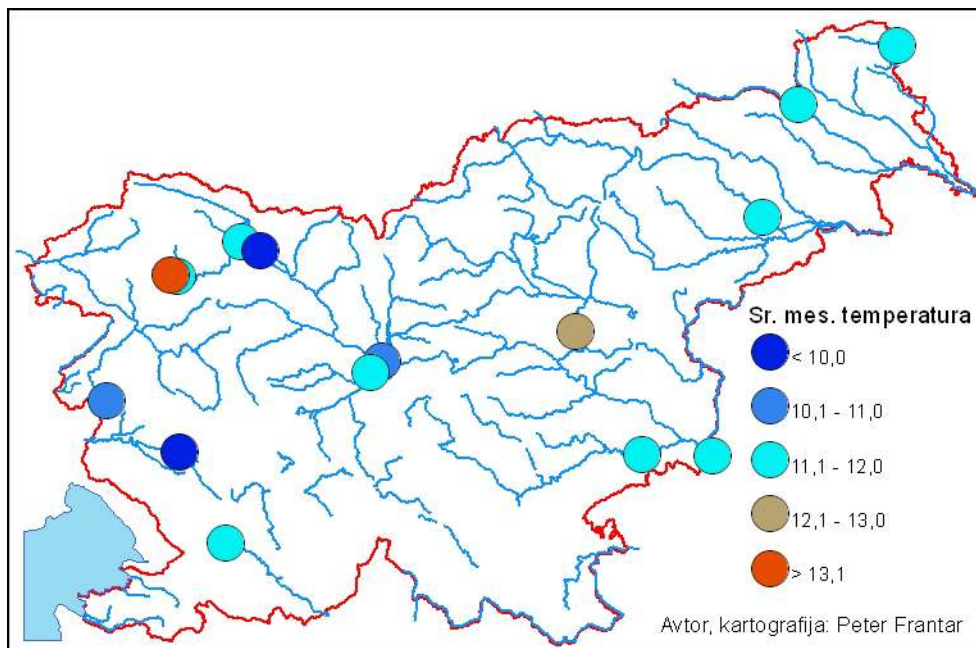 Sr. mes. temperatura
< 10,0
10,1 - 11,0
11,1 - 12,0
12,1 - 13,0
> 13,1
Avtor, kartografija: Peter Frantar